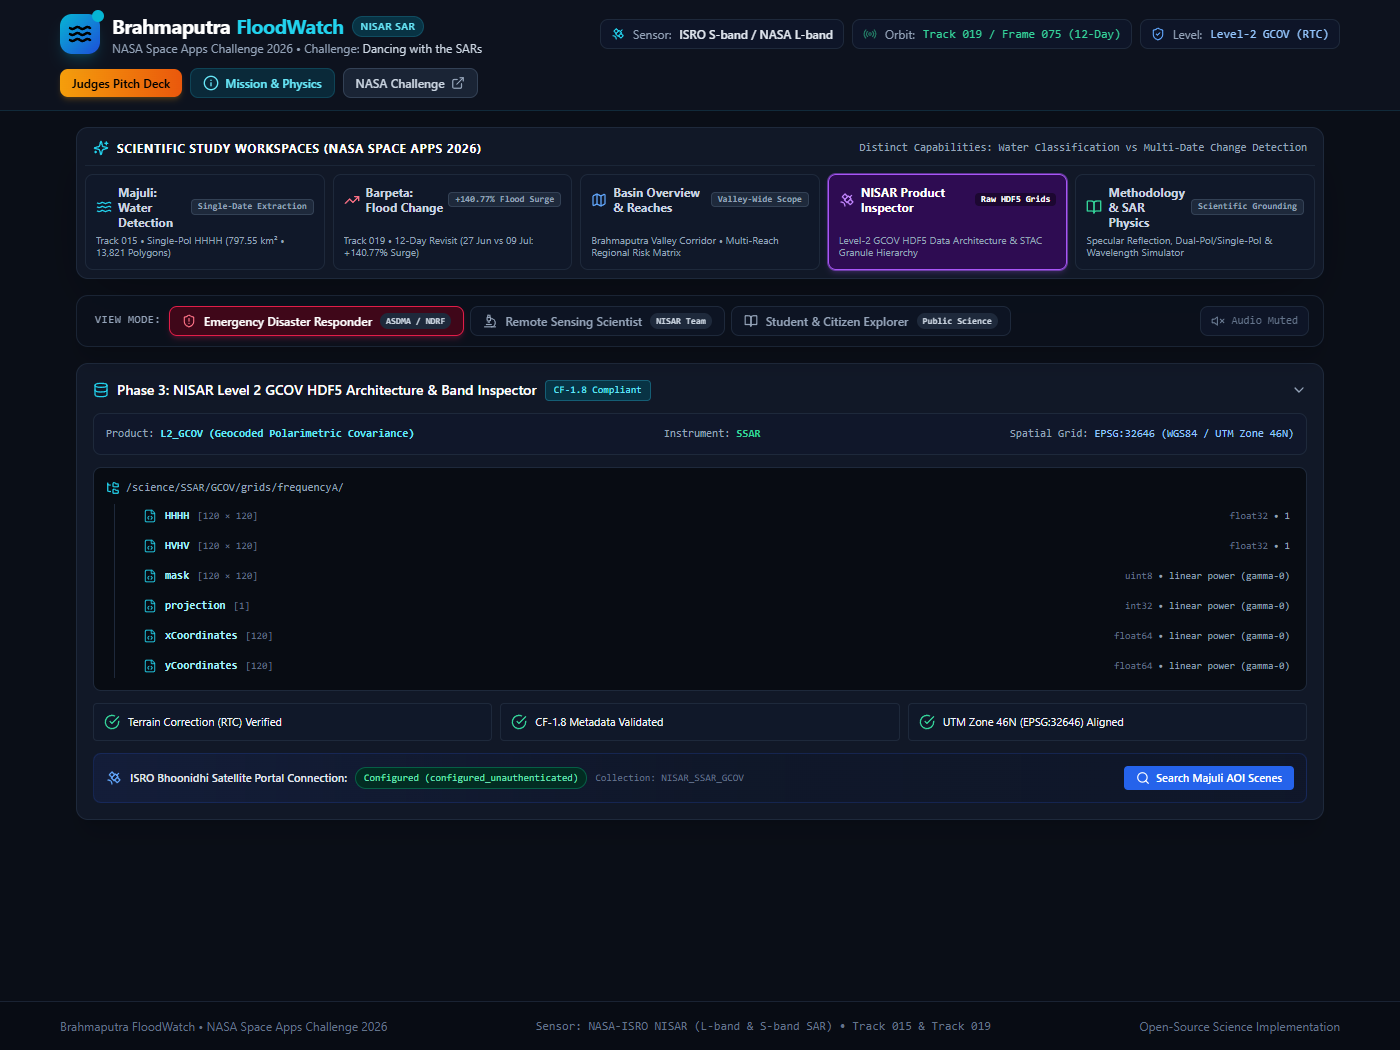 Brahmaputra FloodWatch NISAR SAR
NASA Space Apps Challenge 2026 • Challenge: Dancing with the SARs
Sensor: ISRO S-band / NASA L-band
Orbit: Track 019 / Frame 075 (12-Day)
Level: Level-2 GCOV (RTC)
Judges Pitch Deck
Mission & Physics
NASA Challenge
SCIENTIFIC STUDY WORKSPACES (NASA SPACE APPS 2026)
Distinct Capabilities: Water Classification vs Multi-Date Change Detection
Majuli:
Water
Detection
Single-Date Extraction
Track 015 • Single-Pol HHHH (797.55 km² •
13,821 Polygons)
Barpeta:
Flood Change
+140.77% Flood Surge
Track 019 • 12-Day Revisit (27 Jun vs 09 Jul:
+140.77% Surge)
Basin Overview
& Reaches
Valley-Wide Scope
Brahmaputra Valley Corridor • Multi-Reach
Regional Risk Matrix
NISAR Product
Inspector
Raw HDF5 Grids
Level-2 GCOV HDF5 Data Architecture & STAC
Granule Hierarchy
Methodology
& SAR
Physics
Scientific Grounding
Specular Reflection, Dual-Pol/Single-Pol &
Wavelength Simulator
VIEW MODE:
Emergency Disaster Responder ASDMA / NDRF
Remote Sensing Scientist NISAR Team
Student & Citizen Explorer Public Science
Audio Muted
Phase 3: NISAR Level 2 GCOV HDF5 Architecture & Band Inspector CF-1.8 Compliant
Product: L2_GCOV (Geocoded Polarimetric Covariance)
Instrument: SSAR
Spatial Grid: EPSG:32646 (WGS84 / UTM Zone 46N)
/science/SSAR/GCOV/grids/frequencyA/
HHHH [120 × 120] float32 • 1
HVHV [120 × 120] float32 • 1
mask [120 × 120] uint8 • linear power (gamma-0)
projection [1] int32 • linear power (gamma-0)
xCoordinates [120] float64 • linear power (gamma-0)
yCoordinates [120] float64 • linear power (gamma-0)
Terrain Correction (RTC) Verified
CF-1.8 Metadata Validated
UTM Zone 46N (EPSG:32646) Aligned
ISRO Bhoonidhi Satellite Portal Connection: Configured (configured_unauthenticated) Collection: NISAR_SSAR_GCOV
Search Majuli AOI Scenes
Brahmaputra FloodWatch • NASA Space Apps Challenge 2026
Sensor: NASA-ISRO NISAR (L-band & S-band SAR) • Track 015 & Track 019
Open-Source Science Implementation